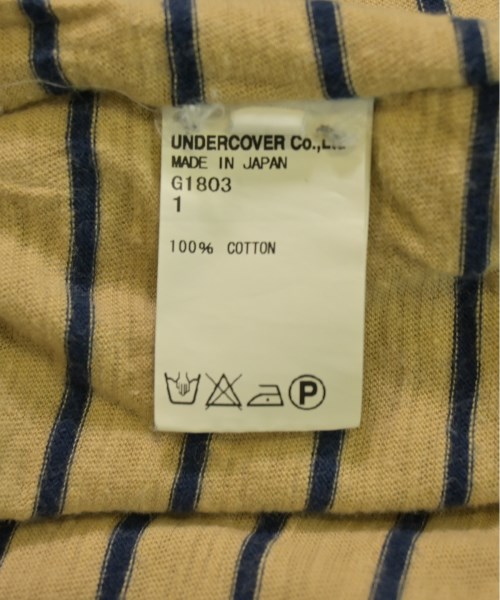 UNDERCOVER Co.,L
MADE IN JAPAN
G1803
1
100% COTTON
P